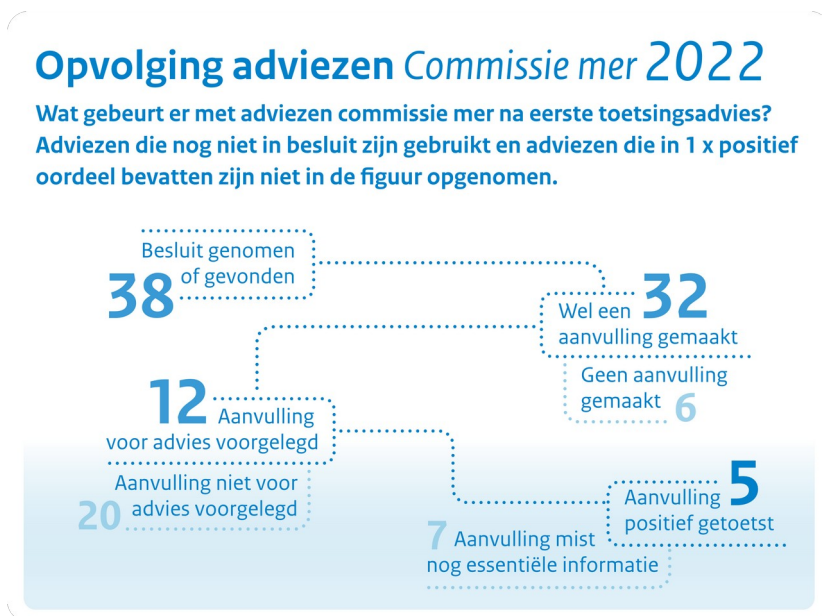 Opvolging adviezen Commissie mer 2022
Wat gebeurt er met adviezen commissie mer na eerste toetsingsadvies?
Adviezen die nog niet in besluit zijn gebruikt en adviezen die in 1 x positief
oordeel bevatten zijn niet in de figuur opgenomen.
Besluit genomen
of gevonden
38
Wel een 32
aanvulling gemaakt
Geen aanvulling
gemaakt 6
12 Aanvulling
voor advies voorgelegd
Aanvulling niet voor
20 advies voorgelegd
Aanvulling 5
positief getoetst
7 Aanvulling mist
nog essentiële informatie